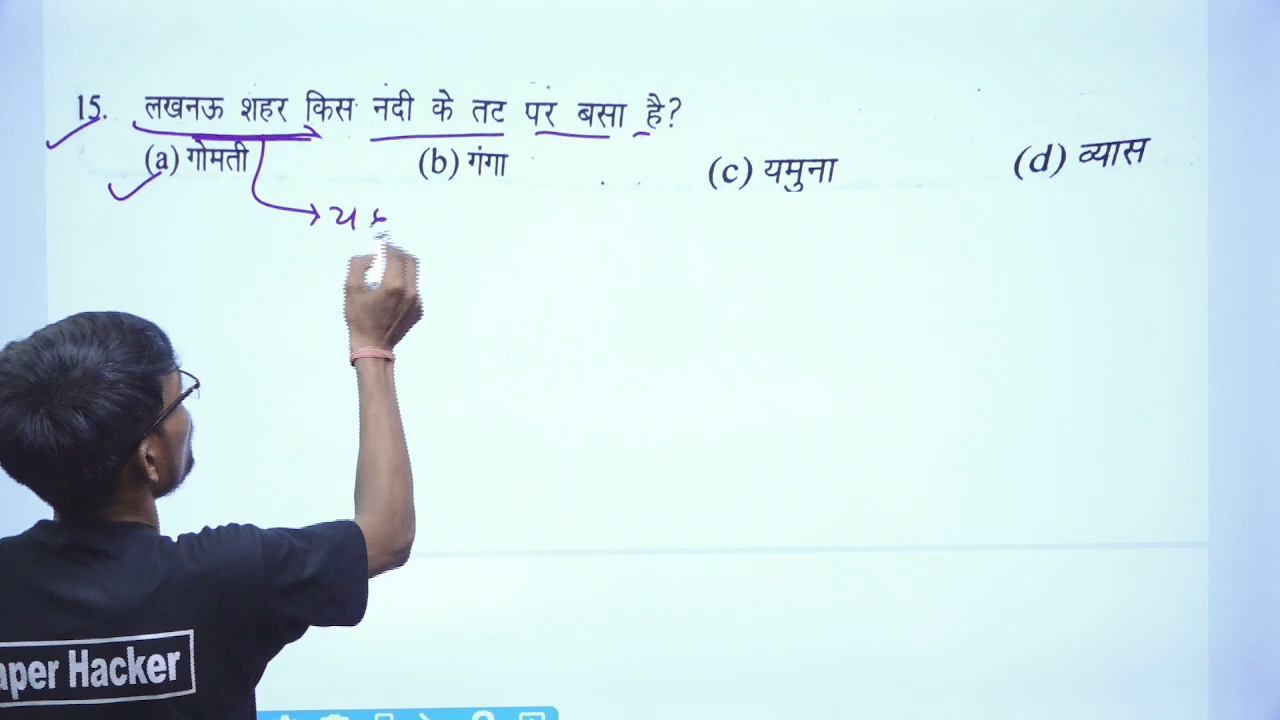 15. लखनऊ शहर किस नदी के तट पर बसा है?
(a) गोमती (b) गंगा (c) यमुना (d) व्यास
aper Hacker